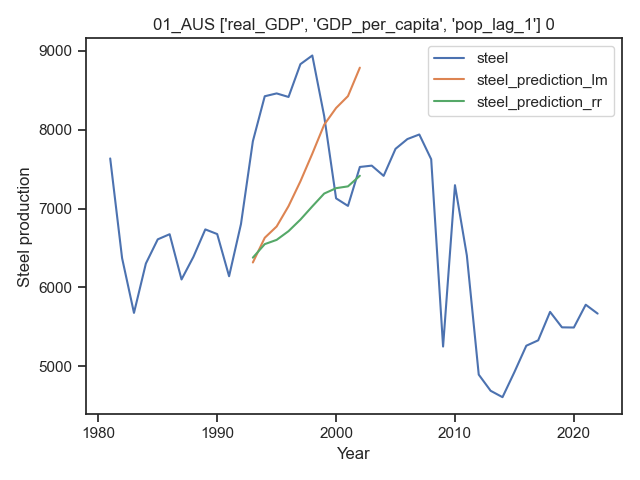 01_AUS ['real_GDP', 'GDP_per_capita', 'pop_lag_1'] 0
steel
steel_prediction_lm
steel_prediction_rr
Steel production
9000
8000
7000
6000
5000
1980
1990
2000
2010
2020
Year